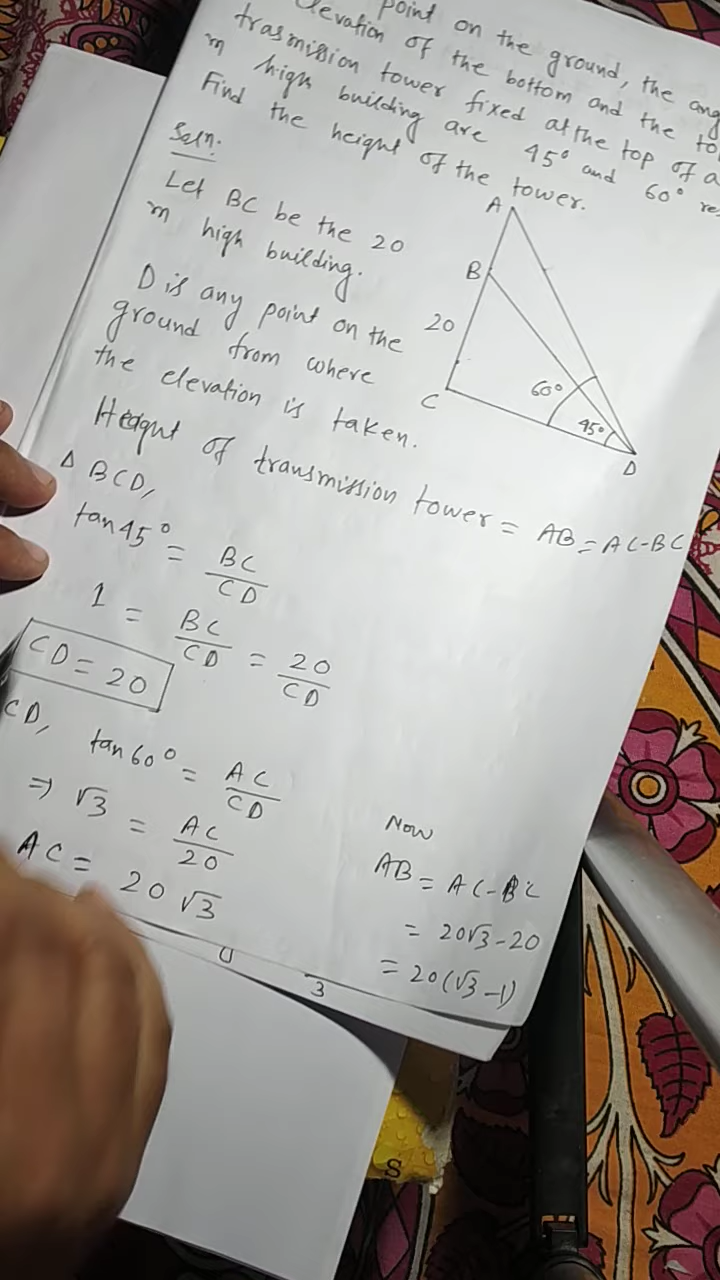 point on the ground, the ang
elevation of the bottom and the to
trasmission tower fixed at the top of a
m high building are 45° and 60° re
Find the height of the tower.
Soln.
Let BC be the 20
m high building.
D is any point on the
ground from where
the elevation is taken.
A
B
20
C
60°
45°
D
Height of transmission tower = AB = AC-BC
Δ BCD,
tan 45° = BC/CD
1 = BC/CD = 20/CD
CD = 20
CD, tan 60° = AC/CD
⇒ √3 = AC/20
AC = 20 √3
Now
AB = AC-BC
= 20√3-20
= 20(√3-1)
3
S